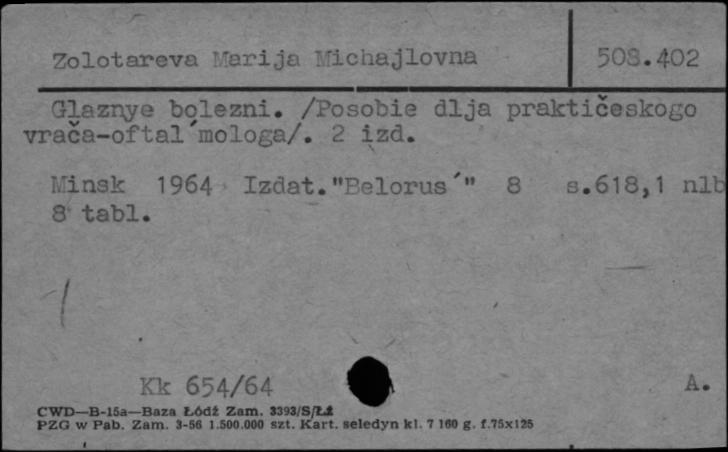 Zolotareva Marija Michajlovna 508.402
Glaznye bolezni. /Posobie dlja praktičeskogo
vrača-oftal´mologa/. 2 izd.
Minsk 1964 Izdat."Belorus´" 8 s.618,1 nlb
8 tabl.
Kk 654/64 A.
CWD—B-15a—Baza Łódź Zam. 3393/S/Łź
PZG w Pab. Zam. 3-56 1.500.000 szt. Kart. seledyn kl. 7 160 g. f.75x125